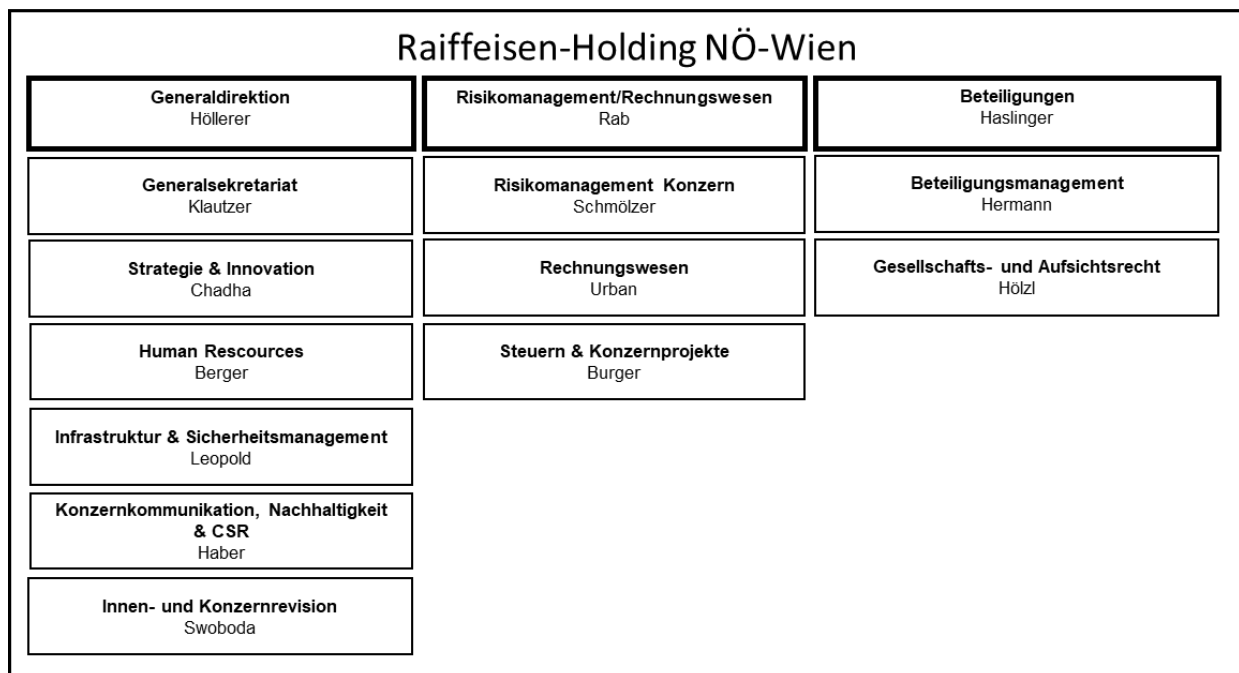 Raiffeisen-Holding NÖ-Wien
Generaldirektion
Höllerer
Generalsekretariat
Klautzer
Strategie & Innovation
Chadha
Human Rescources
Berger
Infrastruktur & Sicherheitsmanagement
Leopold
Konzernkommunikation, Nachhaltigkeit
& CSR
Haber
Innen- und Konzernrevision
Swoboda
Risikomanagement/Rechnungswesen
Rab
Risikomanagement Konzern
Schmölzer
Rechnungswesen
Urban
Steuern & Konzernprojekte
Burger
Beteiligungen
Haslinger
Beteiligungsmanagement
Hermann
Gesellschafts- und Aufsichtsrecht
Hölzl